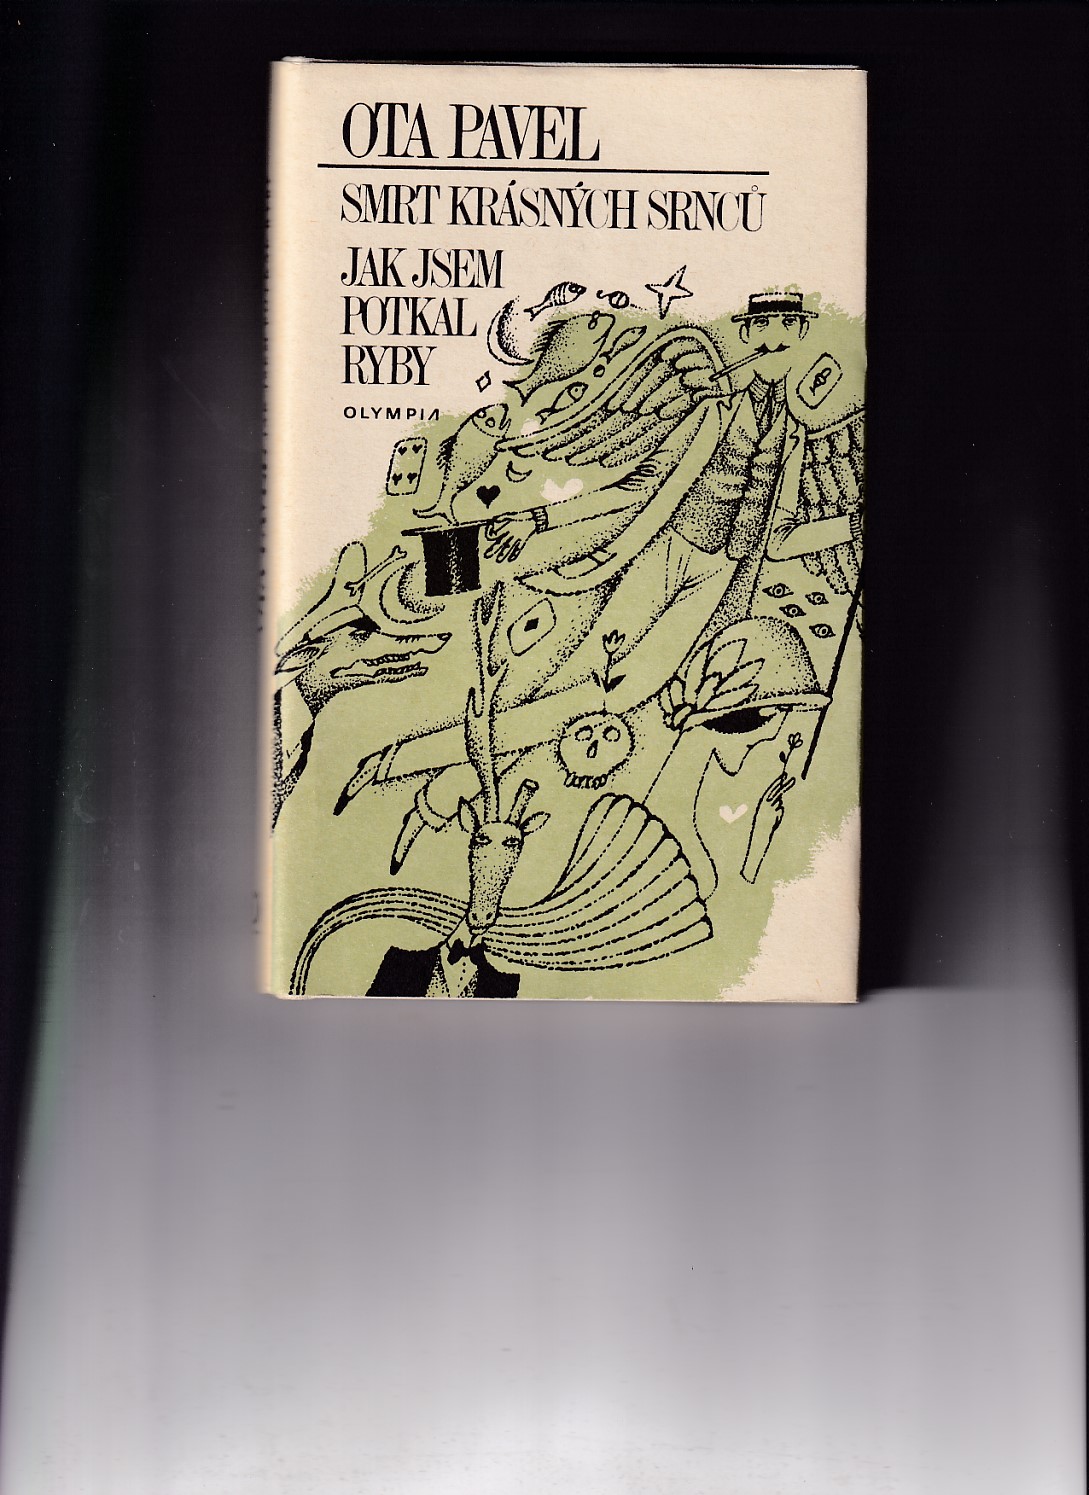 OTA PAVEL
SMRT KRÁSNÝCH SRNCŮ
JAK JSEM
POTKAL
RYBY
OLYMPIA